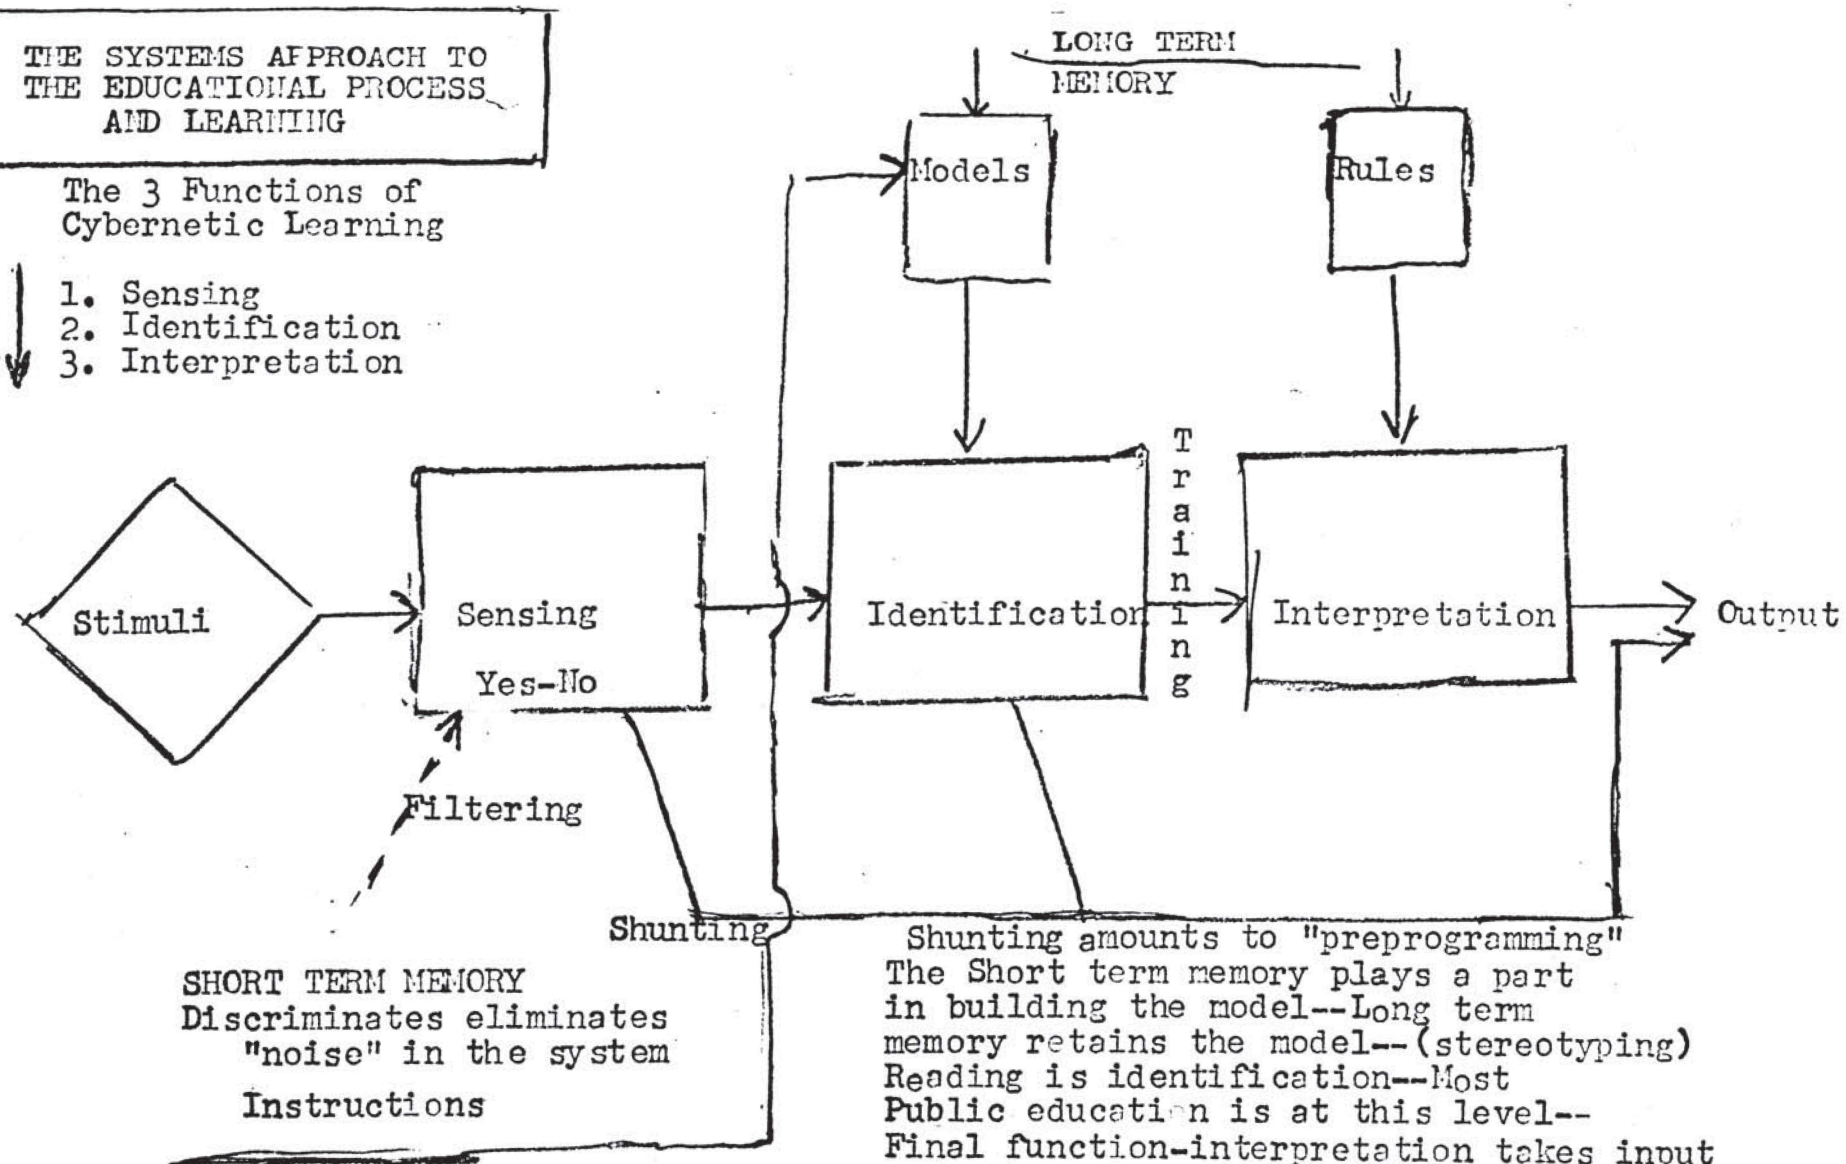 THE SYSTEMS APPROACH TO
THE EDUCATIONAL PROCESS
AND LEARNING
The 3 Functions of
Cybernetic Learning
1. Sensing
2. Identification
3. Interpretation
LONG TERM
MEMORY
Models
Rules
Stimuli
Sensing
Yes-No
Identification
Training
Interpretation
Output
Filtering
Shunting
SHORT TERM MEMORY
Discriminates eliminates
"noise" in the system
Instructions
Shunting amounts to "preprogramming"
The Short term memory plays a part
in building the model--Long term
memory retains the model--(stereotyping)
Reading is identification--Most
Public education is at this level--
Final function-interpretation takes input